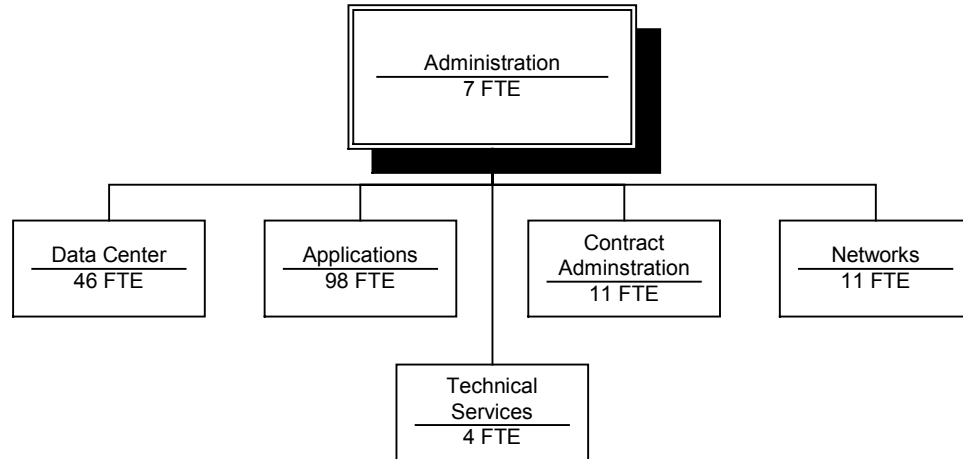 Administration
7 FTE
Data Center
46 FTE
Applications
98 FTE
Contract
Adminstration
11 FTE
Networks
11 FTE
Technical
Services
4 FTE